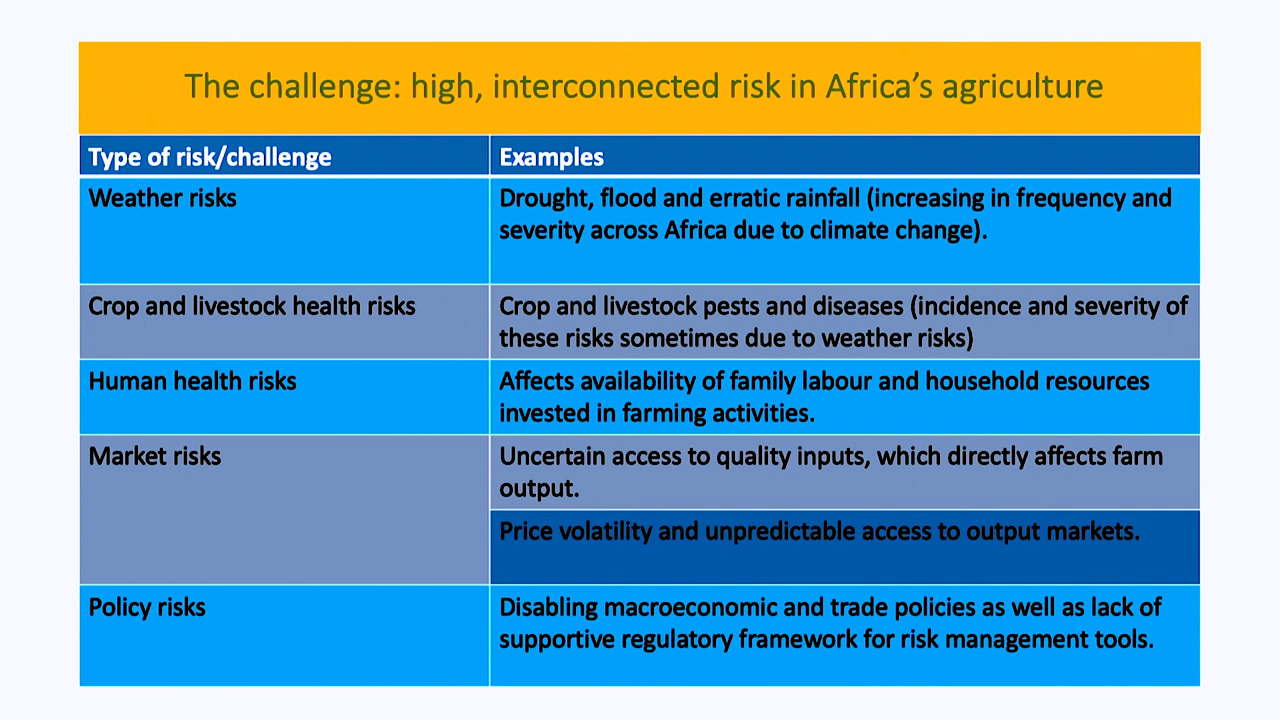 The challenge: high, interconnected risk in Africa’s agriculture
Type of risk/challenge
Examples
Weather risks
Drought, flood and erratic rainfall (increasing in frequency and
severity across Africa due to climate change).
Crop and livestock health risks
Crop and livestock pests and diseases (incidence and severity of
these risks sometimes due to weather risks)
Human health risks
Affects availability of family labour and household resources
invested in farming activities.
Market risks
Uncertain access to quality inputs, which directly affects farm
output.
Price volatility and unpredictable access to output markets.
Policy risks
Disabling macroeconomic and trade policies as well as lack of
supportive regulatory framework for risk management tools.